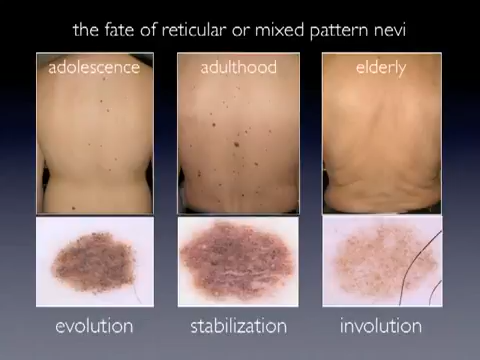 the fate of reticular or mixed pattern nevi
adolescence
adulthood
elderly
evolution
stabilization
involution